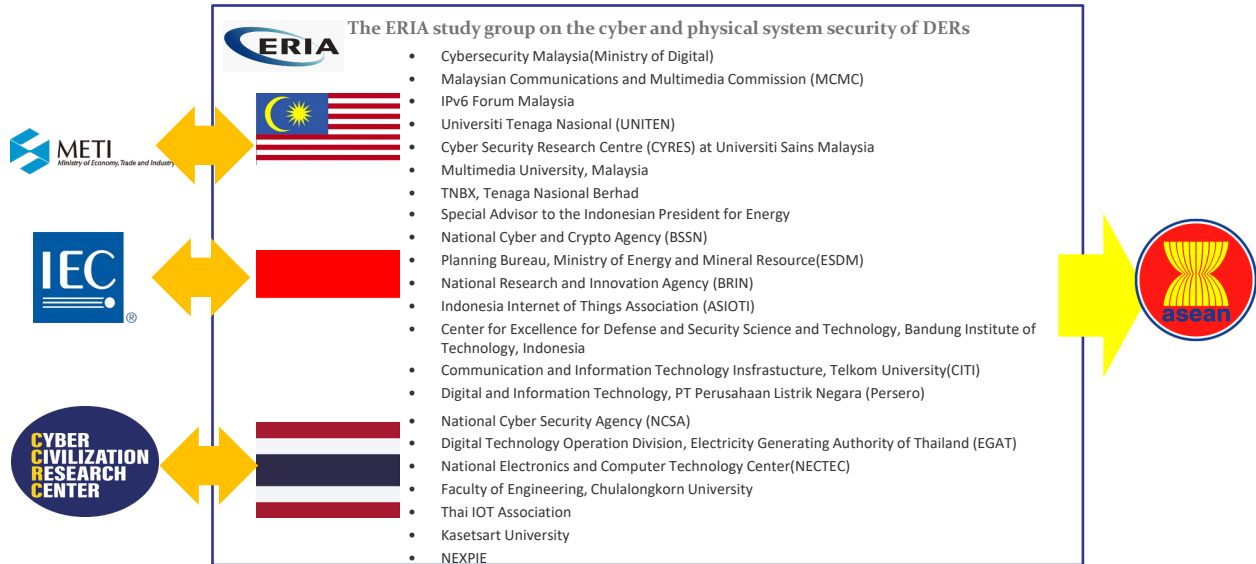 The ERIA study group on the cyber and physical system security of DERs
ERIA
• Cybersecurity Malaysia(Ministry of Digital)
• Malaysian Communications and Multimedia Commission (MCMC)
• IPv6 Forum Malaysia
• Universiti Tenaga Nasional (UNITEN)
• Cyber Security Research Centre (CYRES) at Universiti Sains Malaysia
• Multimedia University, Malaysia
• TNBX, Tenaga Nasional Berhad
• Special Advisor to the Indonesian President for Energy
• National Cyber and Crypto Agency (BSSN)
• Planning Bureau, Ministry of Energy and Mineral Resource(ESDM)
• National Research and Innovation Agency (BRIN)
• Indonesia Internet of Things Association (ASIOTI)
• Center for Excellence for Defense and Security Science and Technology, Bandung Institute of
Technology, Indonesia
• Communication and Information Technology Insfrastucture, Telkom University(CITI)
• Digital and Information Technology, PT Perusahaan Listrik Negara (Persero)
• National Cyber Security Agency (NCSA)
• Digital Technology Operation Division, Electricity Generating Authority of Thailand (EGAT)
• National Electronics and Computer Technology Center(NECTEC)
• Faculty of Engineering, Chulalongkorn University
• Thai IOT Association
• Kasetsart University
• NEXPIE
METI
Ministry of Economy, Trade and Industry
IEC
®
CYBER
CIVILIZATION
RESEARCH
CENTER
asean